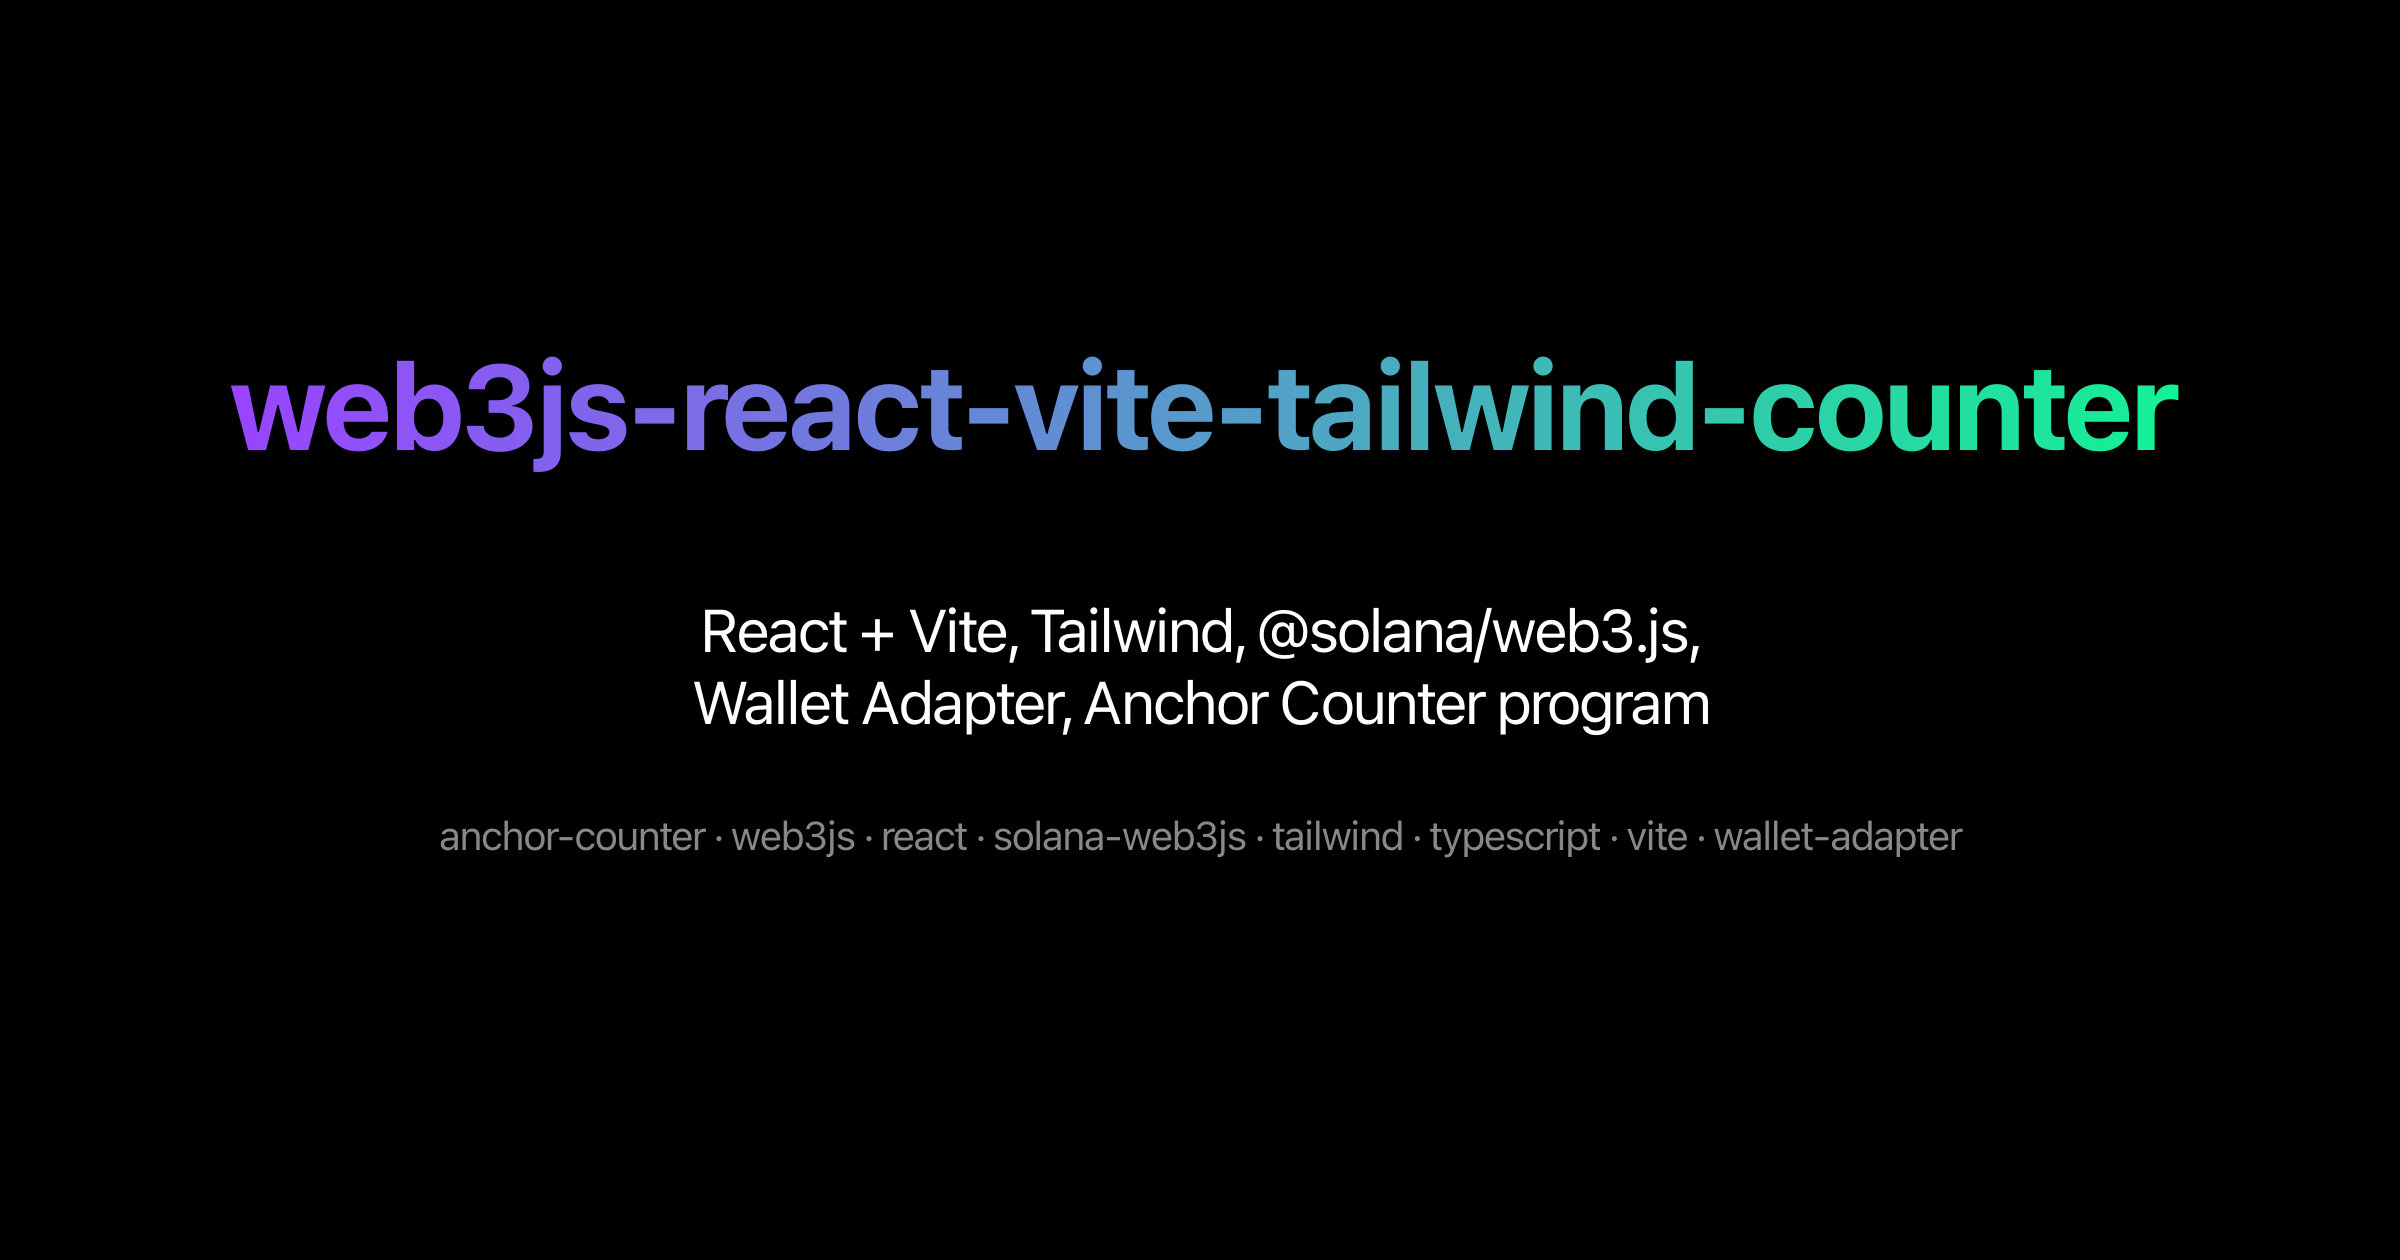 web3js-react-vite-tailwind-counter
React + Vite, Tailwind, @solana/web3.js,
Wallet Adapter, Anchor Counter program
anchor-counter · web3js · react · solana-web3js · tailwind · typescript · vite · wallet-adapter